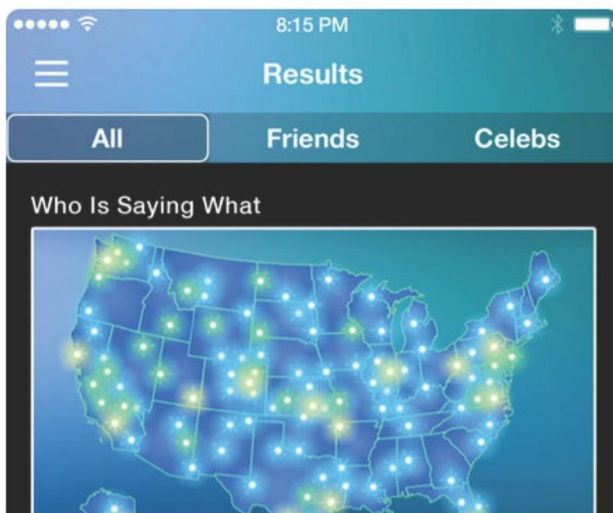 8:15 PM
Results
All Friends Celebs
Who Is Saying What